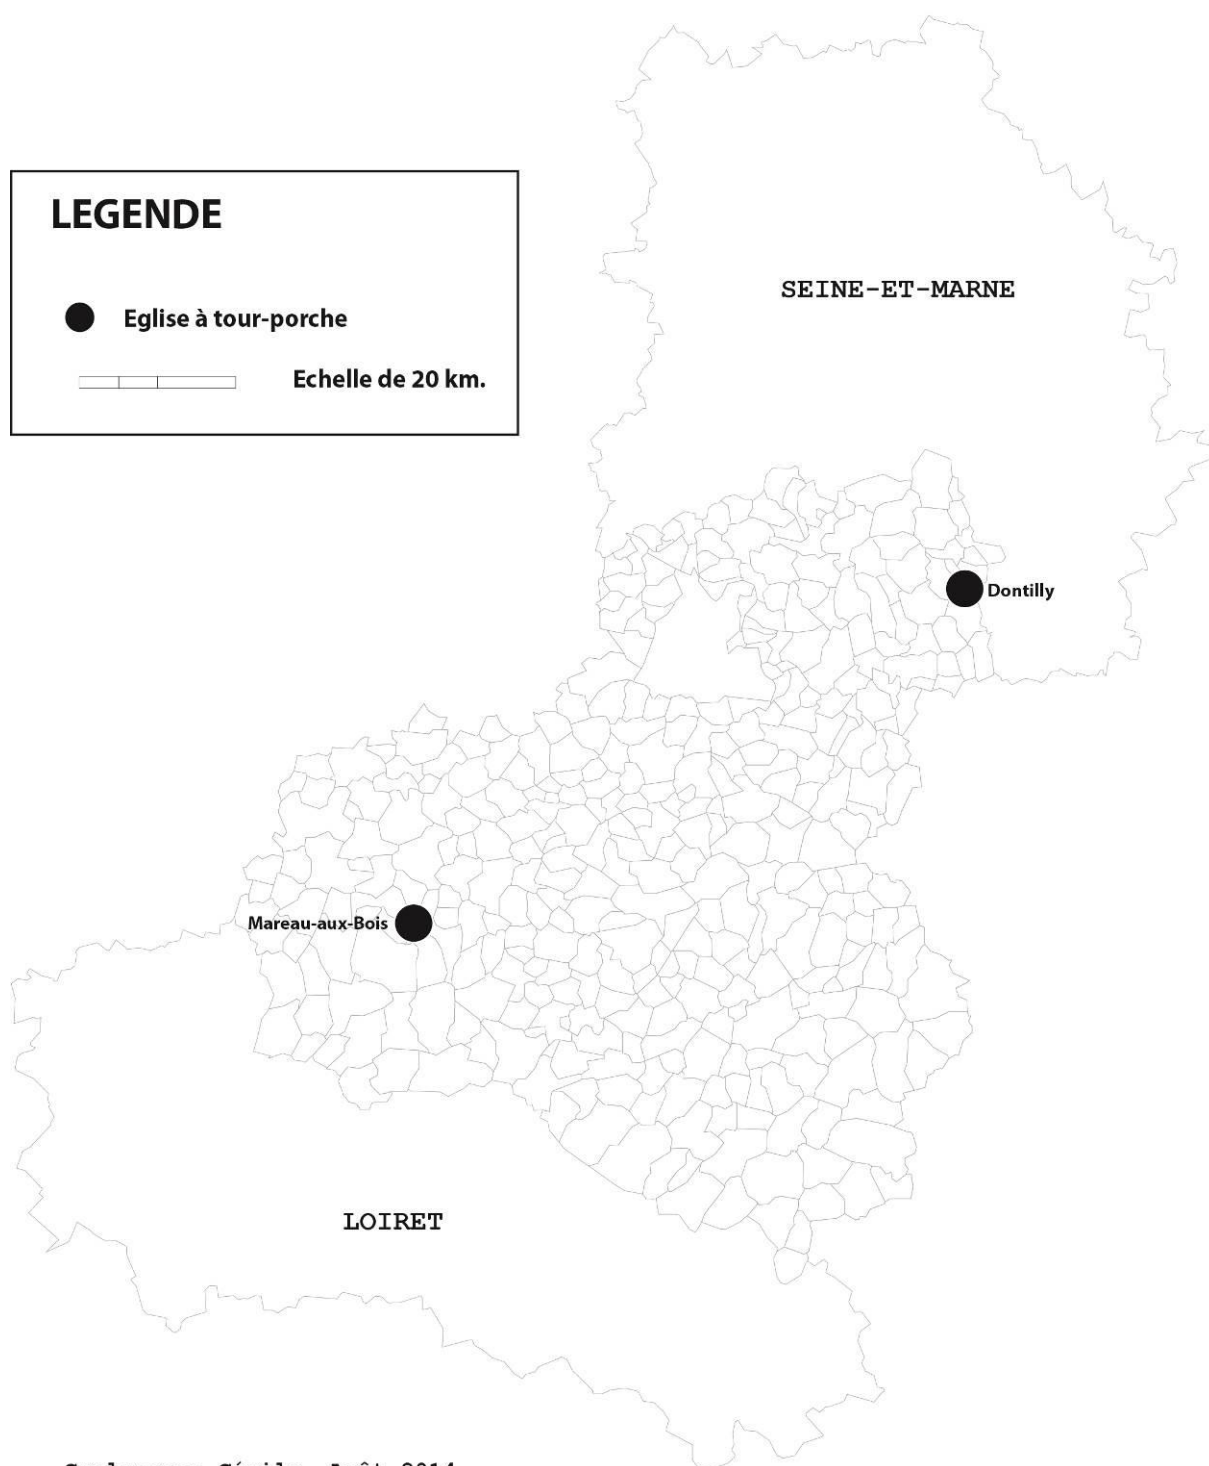 LEGENDE
Eglise à tour-porche
Echelle de 20 km.
SEINE-ET-MARNE
Dontilly
Mareau-aux-Bois
LOIRET